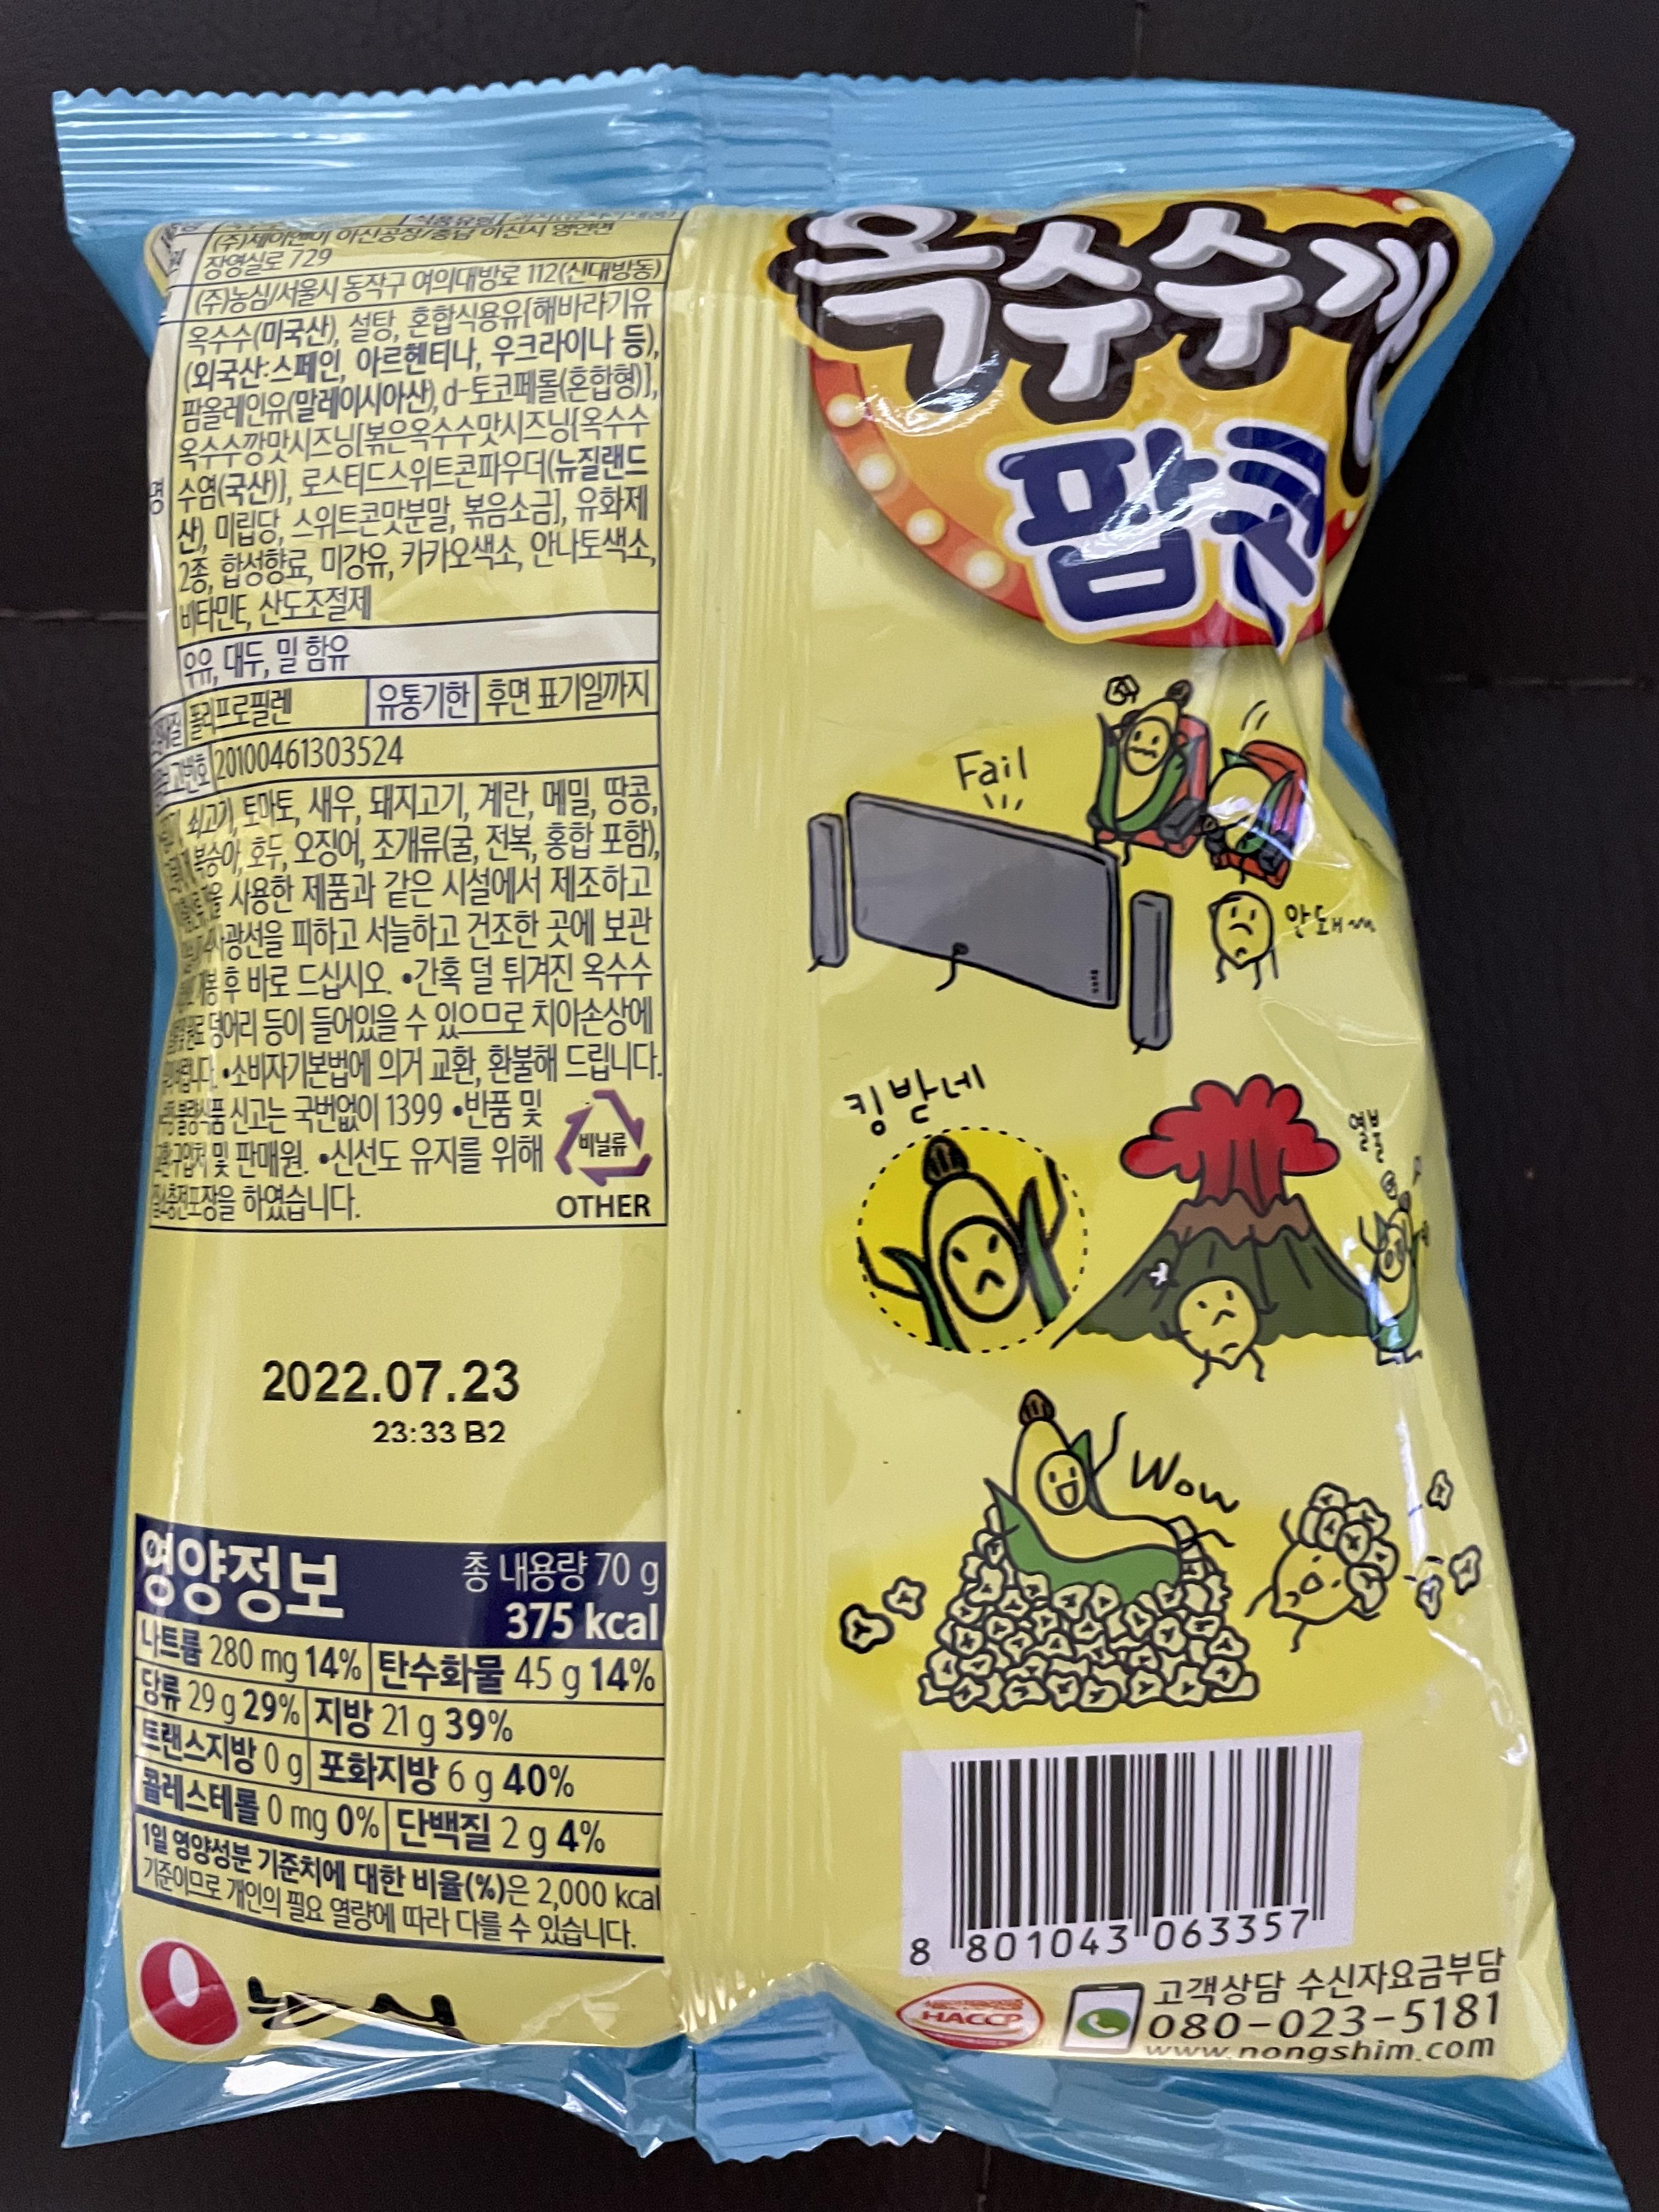 식품유형
(주)제이앤이 아산공장/충남 아산시 영인면
장영실로 729
(주)농심/서울시 동작구 여의대방로 112(신대방동)
옥수수(미국산), 설탕, 혼합식용유[해바라기유
(외국산:스페인, 아르헨티나, 우크라이나 등),
팜올레인유(말레이시아산), d-토코페롤(혼합형)],
옥수수깡맛시즈닝[볶은옥수수맛시즈닝{옥수수
수염(국산)}, 로스티드스위트콘파우더(뉴질랜드
산), 미립당, 스위트콘맛분말, 볶음소금], 유화제
2종, 합성향료, 미강유, 카카오색소, 안나토색소,
비타민E, 산도조절제
우유, 대두, 밀 함유
폴리프로필렌 유통기한 후면 표기일까지
고번호 20100461303524
쇠고기, 토마토, 새우, 돼지고기, 계란, 메밀, 땅콩,
복숭아, 호두, 오징어, 조개류(굴, 전복, 홍합 포함),
을 사용한 제품과 같은 시설에서 제조하고
광선을 피하고 서늘하고 건조한 곳에 보관
개봉 후 바로 드십시오. •간혹 덜 튀겨진 옥수수
덩어리 등이 들어있을 수 있으므로 치아손상에
•소비자기본법에 의거 교환, 환불해 드립니다.
불량식품 신고는 국번없이 1399 •반품 및
구입처 및 판매원. •신선도 유지를 위해
충전포장을 하였습니다.
비닐류
OTHER
2022.07.23
23:33 B2
영양정보
총 내용량 70 g
375 kcal
나트륨 280 mg 14% 탄수화물 45 g 14%
당류 29 g 29% 지방 21 g 39%
트랜스지방 0 g 포화지방 6 g 40%
콜레스테롤 0 mg 0% 단백질 2 g 4%
1일 영양성분 기준치에 대한 비율(%)은 2,000 kcal
기준이므로 개인의 필요 열량에 따라 다를 수 있습니다.
농심
옥수수깡
팝콘
Fail
안돼
킹받네
열불
Wow
8 801043 063357
HACCP
고객상담 수신자요금부담
080-023-5181
www.nongshim.com